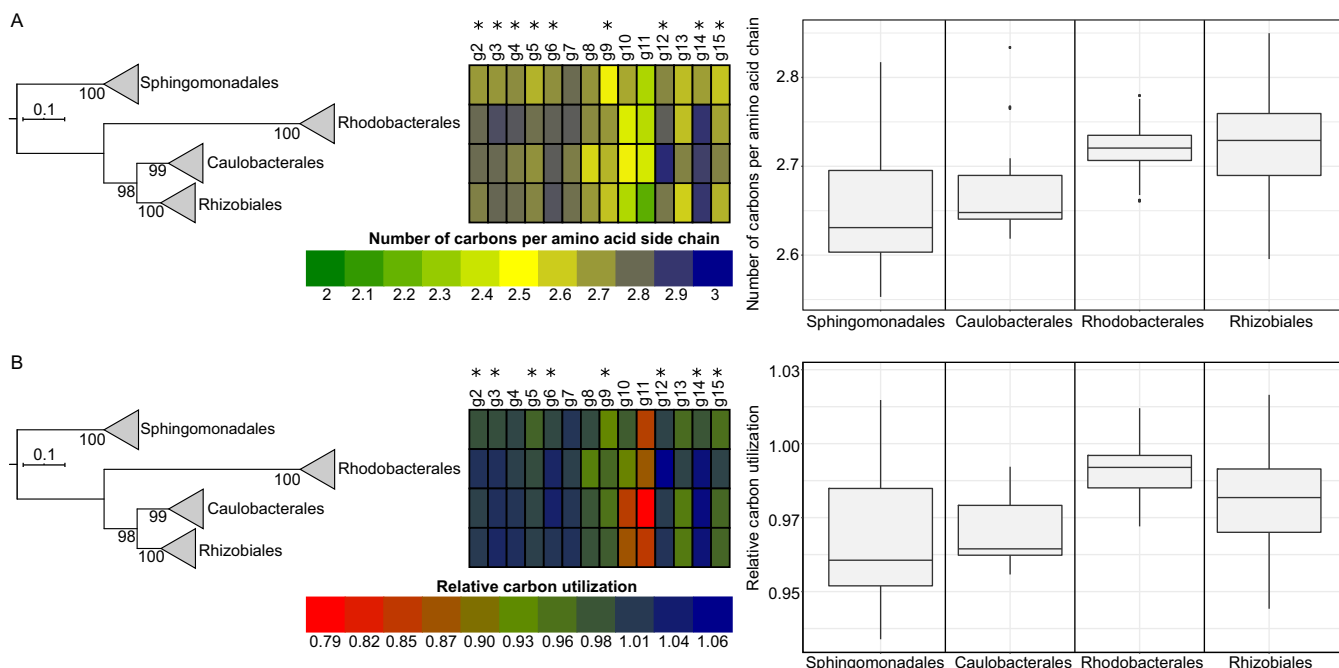 A
* * * * * * * * *
g2 g3 g4 g5 g6 g7 g8 g9 g10 g11 g12 g13 g14 g15
Sphingomonadales
100
0.1
Rhodobacterales
100
Caulobacterales
99
98
Rhizobiales
100
Number of carbons per amino acid side chain
2 2.1 2.2 2.3 2.4 2.5 2.6 2.7 2.8 2.9 3
Number of carbons per amino acid chain
2.8
2.7
2.6
Sphingomonadales Caulobacterales Rhodobacterales Rhizobiales
B
* * * * * * * *
g2 g3 g4 g5 g6 g7 g8 g9 g10 g11 g12 g13 g14 g15
Sphingomonadales
100
0.1
Rhodobacterales
100
Caulobacterales
99
98
Rhizobiales
100
Relative carbon utilization
0.79 0.82 0.85 0.87 0.90 0.93 0.96 0.98 1.01 1.04 1.06
Relative carbon utilization
1.03
1.00
0.97
0.95
Sphingomonadales Caulobacterales Rhodobacterales Rhizobiales